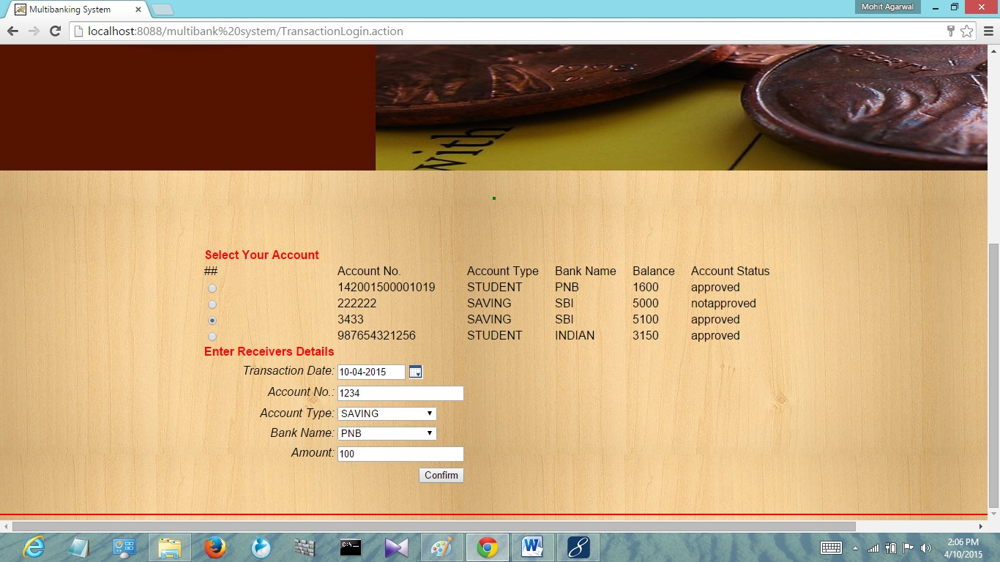 Multibanking System
Mohit Agarwal
localhost:8088/multibank%20system/TransactionLogin.action
1998
LIBERTY
with
Select Your Account
## Account No. Account Type Bank Name Balance Account Status
142001500001019 STUDENT PNB 1600 approved
222222 SAVING SBI 5000 notapproved
3433 SAVING SBI 5100 approved
987654321256 STUDENT INDIAN 3150 approved
Enter Receivers Details
Transaction Date: 10-04-2015
Account No.: 1234
Account Type: SAVING
Bank Name: PNB
Amount: 100
Confirm
2:06 PM
4/10/2015